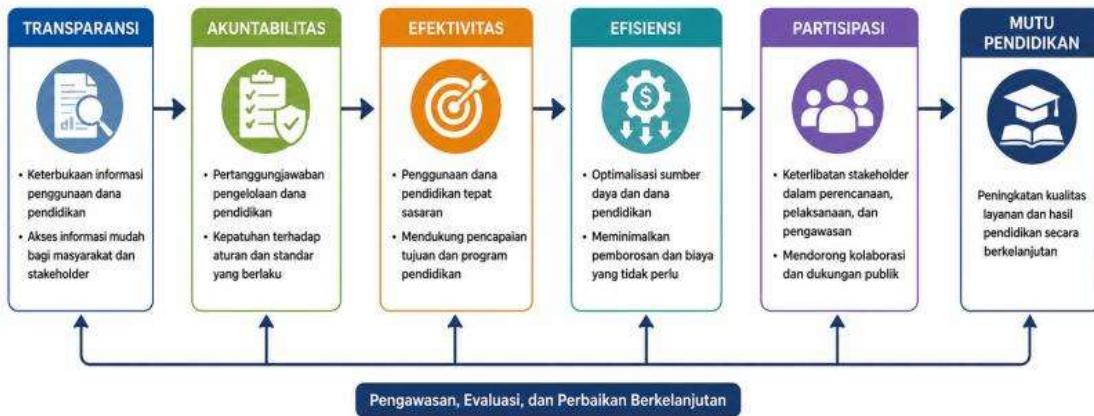 TRANSPARANSI
• Keterbukaan informasi
penggunaan dana
pendidikan
• Akses informasi mudah
bagi masyarakat dan
stakeholder
AKUNTABILITAS
• Pertanggungjawaban
pengelolaan dana
pendidikan
• Kepatuhan terhadap
aturan dan standar
yang berlaku
EFEKTIVITAS
• Penggunaan dana
pendidikan tepat
sasaran
• Mendukung pencapaian
tujuan dan program
pendidikan
EFISIENSI
$
• Optimalisasi sumber
daya dan dana
pendidikan
• Meminimalkan
pemborosan dan biaya
yang tidak perlu
PARTISIPASI
• Keterlibatan stakeholder
dalam perencanaan,
pelaksanaan, dan
pengawasan
• Mendorong kolaborasi
dan dukungan publik
MUTU
PENDIDIKAN
Peningkatan kualitas
layanan dan hasil
pendidikan secara
berkelanjutan
Pengawasan, Evaluasi, dan Perbaikan Berkelanjutan